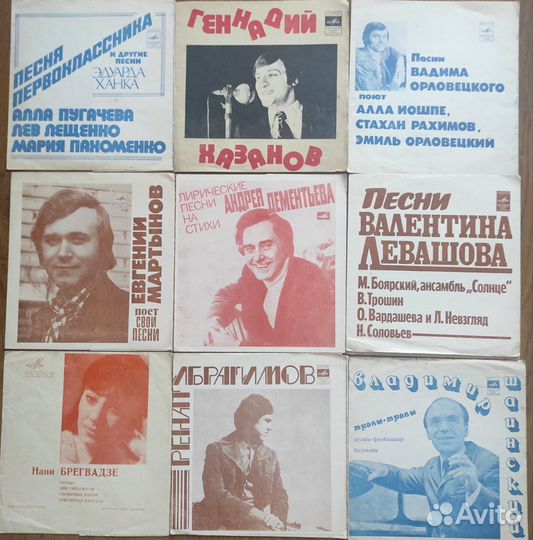 ПЕСНЯ
ПЕРВОКЛАССНИКА
И ДРУГИЕ
ПЕСНИ
ЭДУАРДА
ХАНКА
АЛЛА ПУГАЧЕВА
ЛЕВ ЛЕЩЕНКО
МАРИЯ ПАХОМЕНКО
ГЕННАДИЙ
ХАЗАНОВ
Песни
ВАДИМА
ОРЛОВЕЦКОГО
ПОЮТ
АЛЛА ИОШПЕ,
СТАХАН РАХИМОВ,
ЭМИЛЬ ОРЛОВЕЦКИЙ
ЕВГЕНИЙ
МАРТЫНОВ
ПОЕТ
СВОИ
ПЕСНИ
ЛИРИЧЕСКИЕ
ПЕСНИ НА
СТИХИ
АНДРЕЯ ДЕМЕНТЬЕВА
Песни
ВАЛЕНТИНА
ЛЕВАШОВА
М. Боярский, ансамбль „Солнце"
В. Трошин
О. Вардашева и Л. Невзгляд
Н. Соловьев
Нани БРЕГВАДЗЕ
РЕНАТ
ИБРАГИМОВ
ВЛАДИМИР
ШАИНСКИЙ
травы-травы
Avito